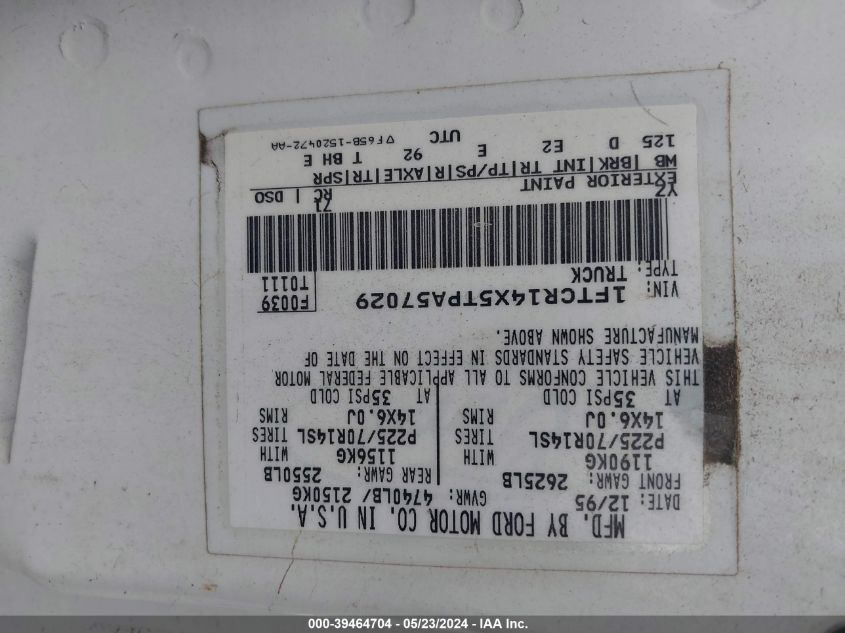 MFD. BY FORD MOTOR CO. IN U.S.A.
DATE: 12/95 GVWR: 4740LB/ 2150KG
FRONT GAWR: 2625LB REAR GAWR: 2550LB
1190KG WITH 1156KG WITH
P225/70R14SL TIRES P225/70R14SL TIRES
14X6.0J RIMS 14X6.0J RIMS
AT 35PSI COLD AT 35PSI COLD
THIS VEHICLE CONFORMS TO ALL APPLICABLE FEDERAL MOTOR
VEHICLE SAFETY STANDARDS IN EFFECT ON THE DATE OF
MANUFACTURE SHOWN ABOVE.
VIN: 1FTCR14X5TPA57029 F0039
TYPE: TRUCK T0111
YZ RC 71
EXTERIOR PAINT DSO
WB|BRK|INT TR|TP/PS|R|AXLE|TR|SPR
125 D E2 E 92 T BH E
UTC ▽F65B-1520472-AA
000-39464704 - 05/23/2024 - IAA Inc.